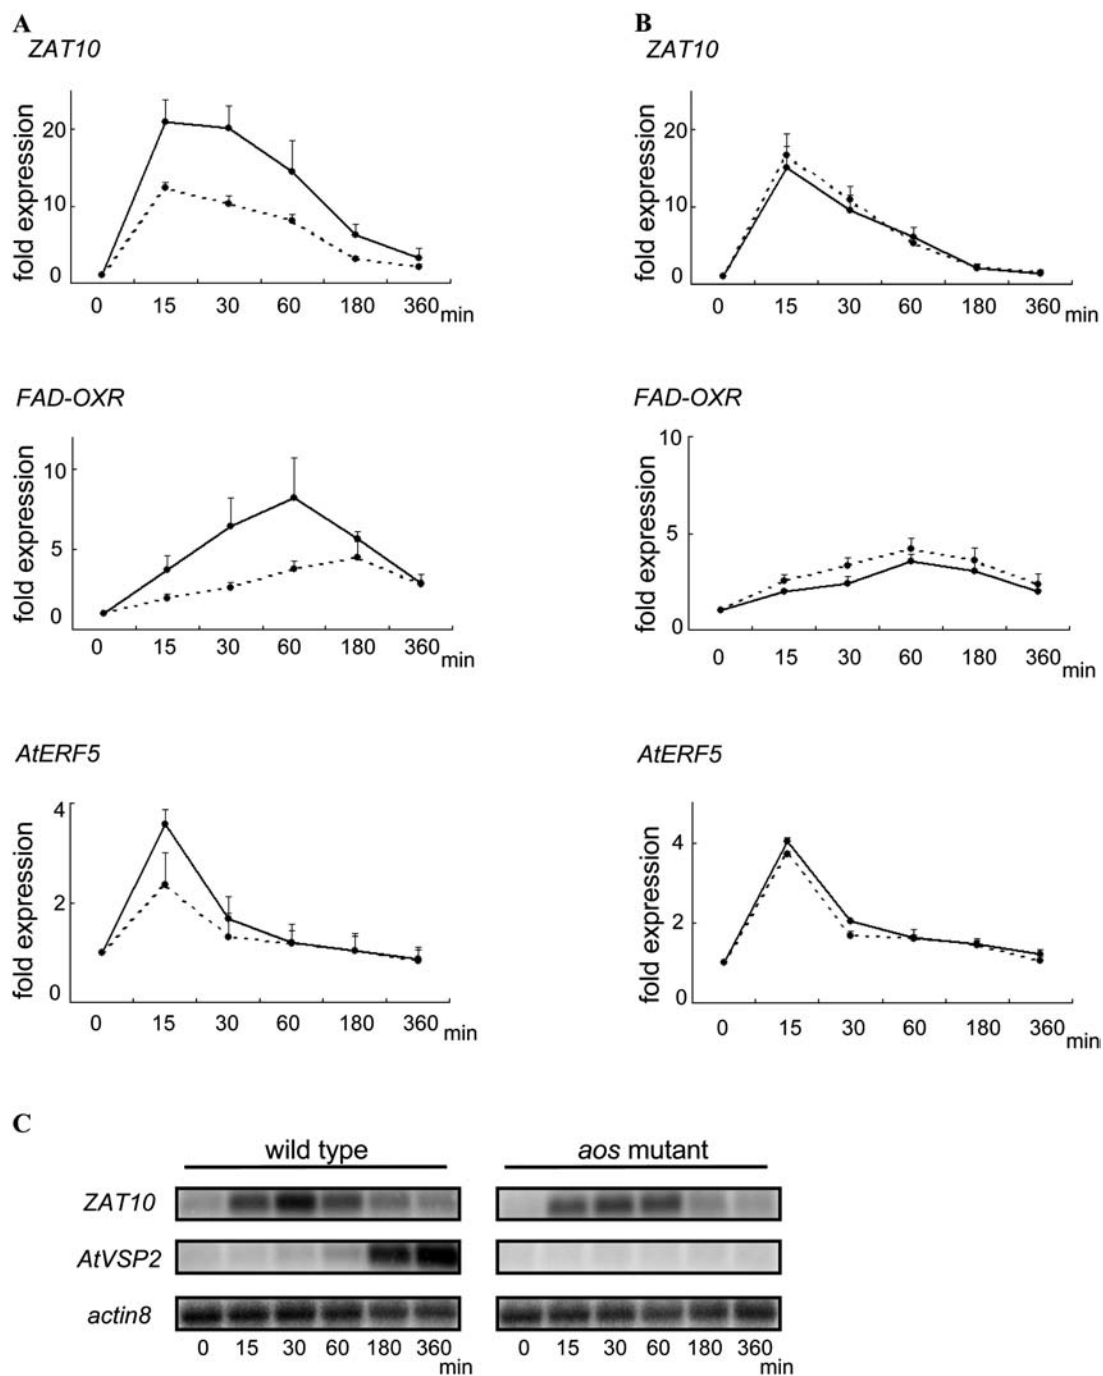 A
ZAT10
fold expression
20
10
0
0 15 30 60 180 360 min
FAD-OXR
fold expression
10
5
0
0 15 30 60 180 360 min
AtERF5
fold expression
4
2
0
0 15 30 60 180 360 min
B
ZAT10
fold expression
20
10
0
0 15 30 60 180 360 min
FAD-OXR
fold expression
10
5
0
0 15 30 60 180 360 min
AtERF5
fold expression
4
2
0
0 15 30 60 180 360 min
C
wild type aos mutant
ZAT10
AtVSP2
actin8
0 15 30 60 180 360 min 0 15 30 60 180 360 min